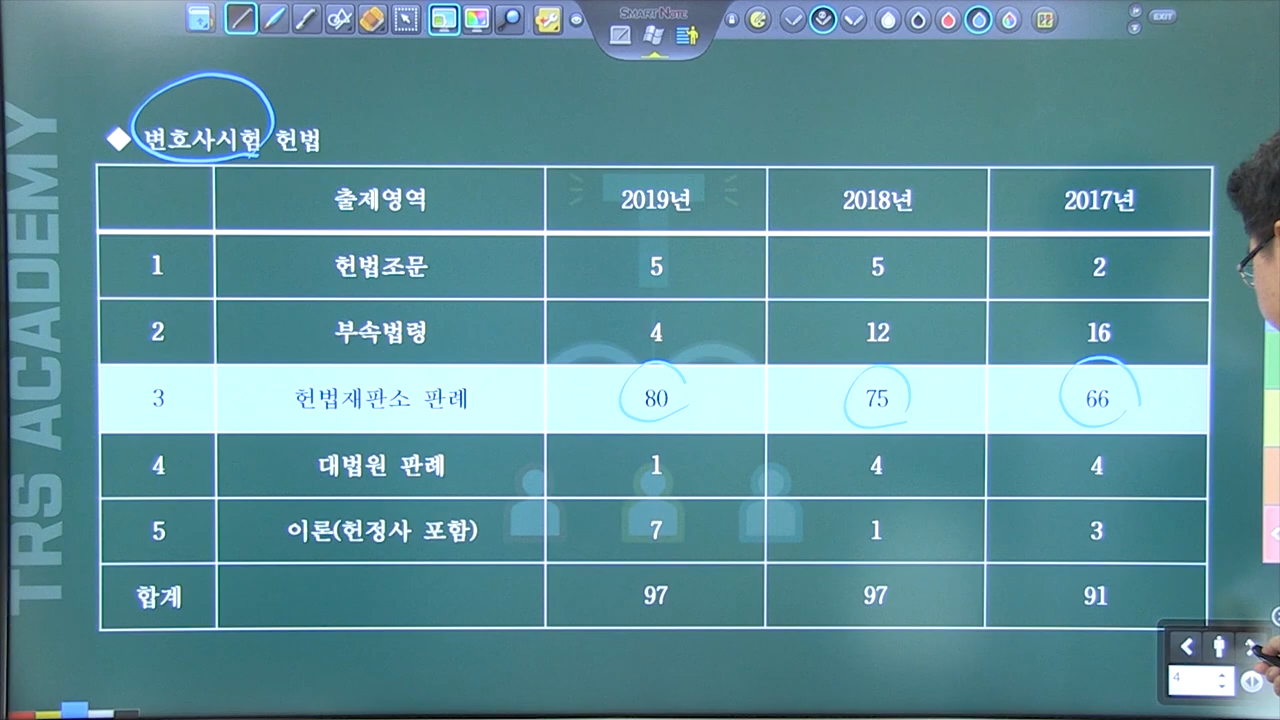 SMARTNOTE
EXIT
TRS ACADEMY
◆ 변호사시험 헌법
출제영역 2019년 2018년 2017년
1 헌법조문 5 5 2
2 부속법령 4 12 16
3 헌법재판소 판례 80 75 66
4 대법원 판례 1 4 4
5 이론(헌정사 포함) 7 1 3
합계 97 97 91
4